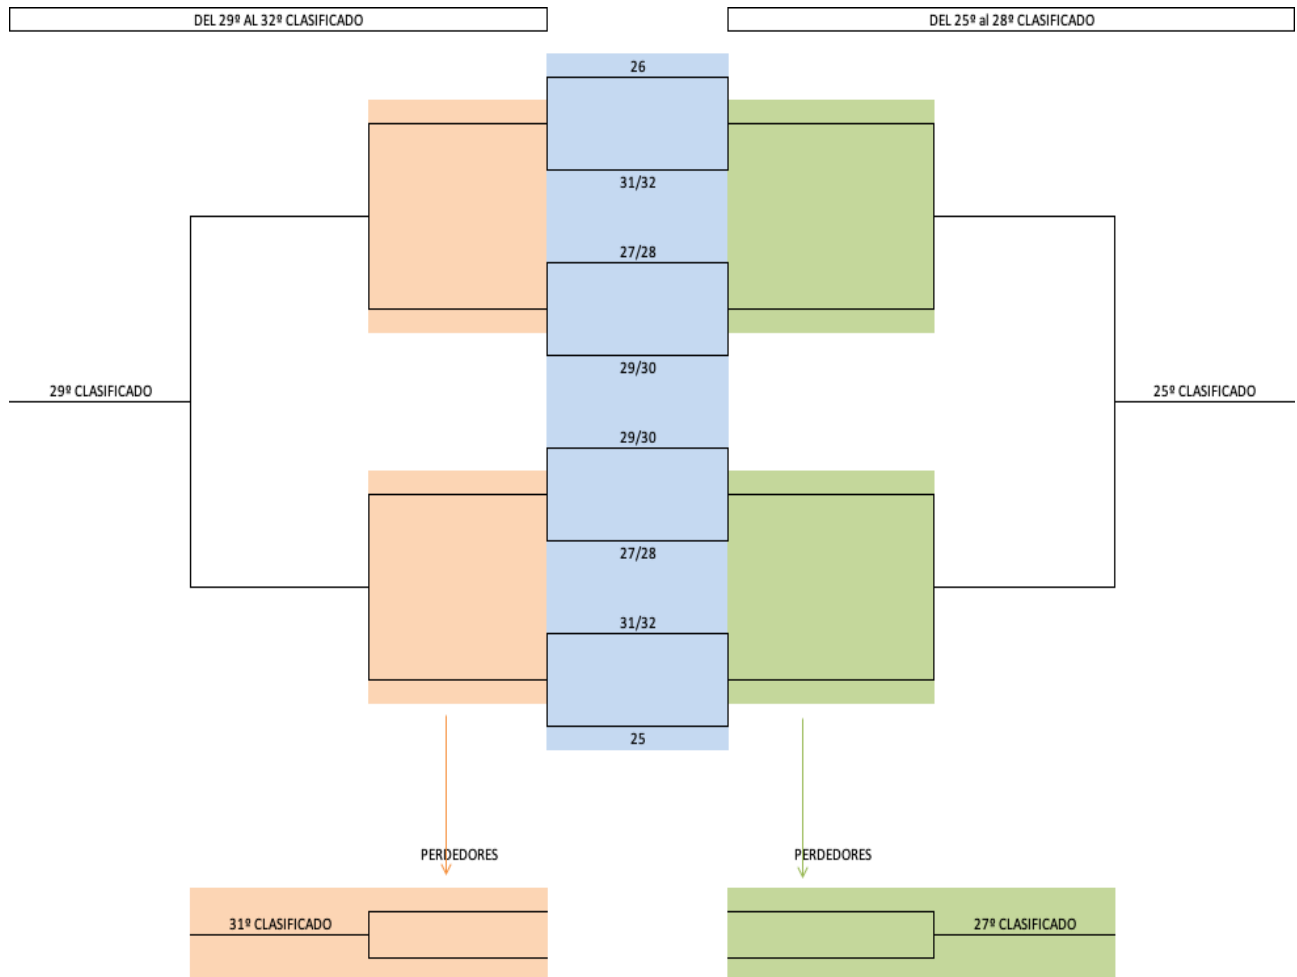 DEL 29º AL 32º CLASIFICADO
DEL 25º al 28º CLASIFICADO
26
31/32
27/28
29/30
29º CLASIFICADO
25º CLASIFICADO
29/30
27/28
31/32
25
PERDEDORES
PERDEDORES
31º CLASIFICADO
27º CLASIFICADO